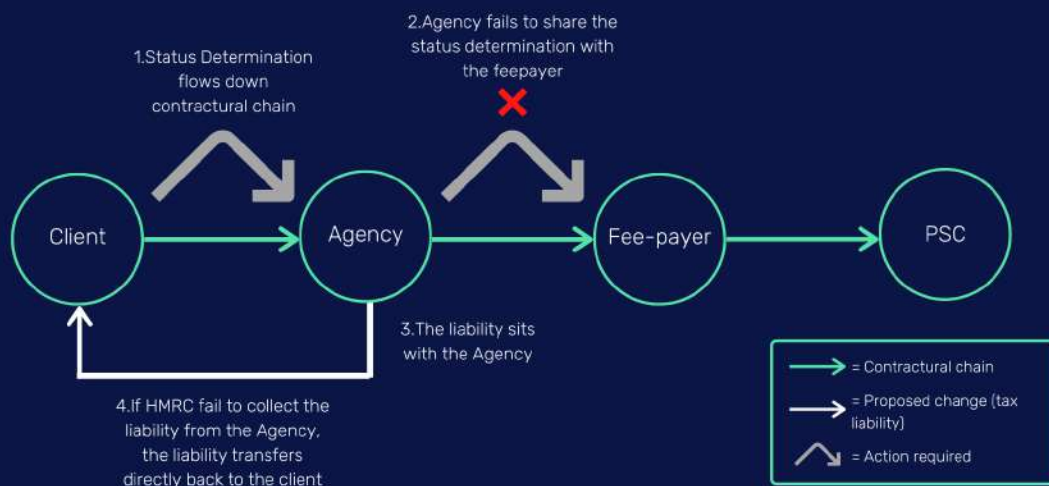 1.Status Determination
flows down
contractural chain
2.Agency fails to share the
status determination with
the feepayer
Client
Agency
Fee-payer
PSC
3.The liability sits
with the Agency
4.If HMRC fail to collect the
liability from the Agency,
the liability transfers
directly back to the client
= Contractural chain
= Proposed change (tax
liability)
= Action required